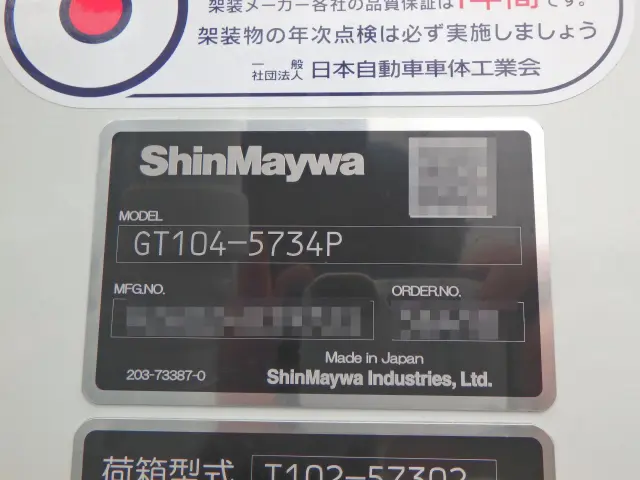 架装メーカー各社の品質保証は1年間です。
架装物の年次点検は必ず実施しましょう
一般社団法人 日本自動車車体工業会
ShinMaywa
MODEL
GT104-5734P
MFG.NO.
ORDER.NO.
Made in Japan
203-73387-0
ShinMaywa Industries, Ltd.
荷箱型式 T102-57302